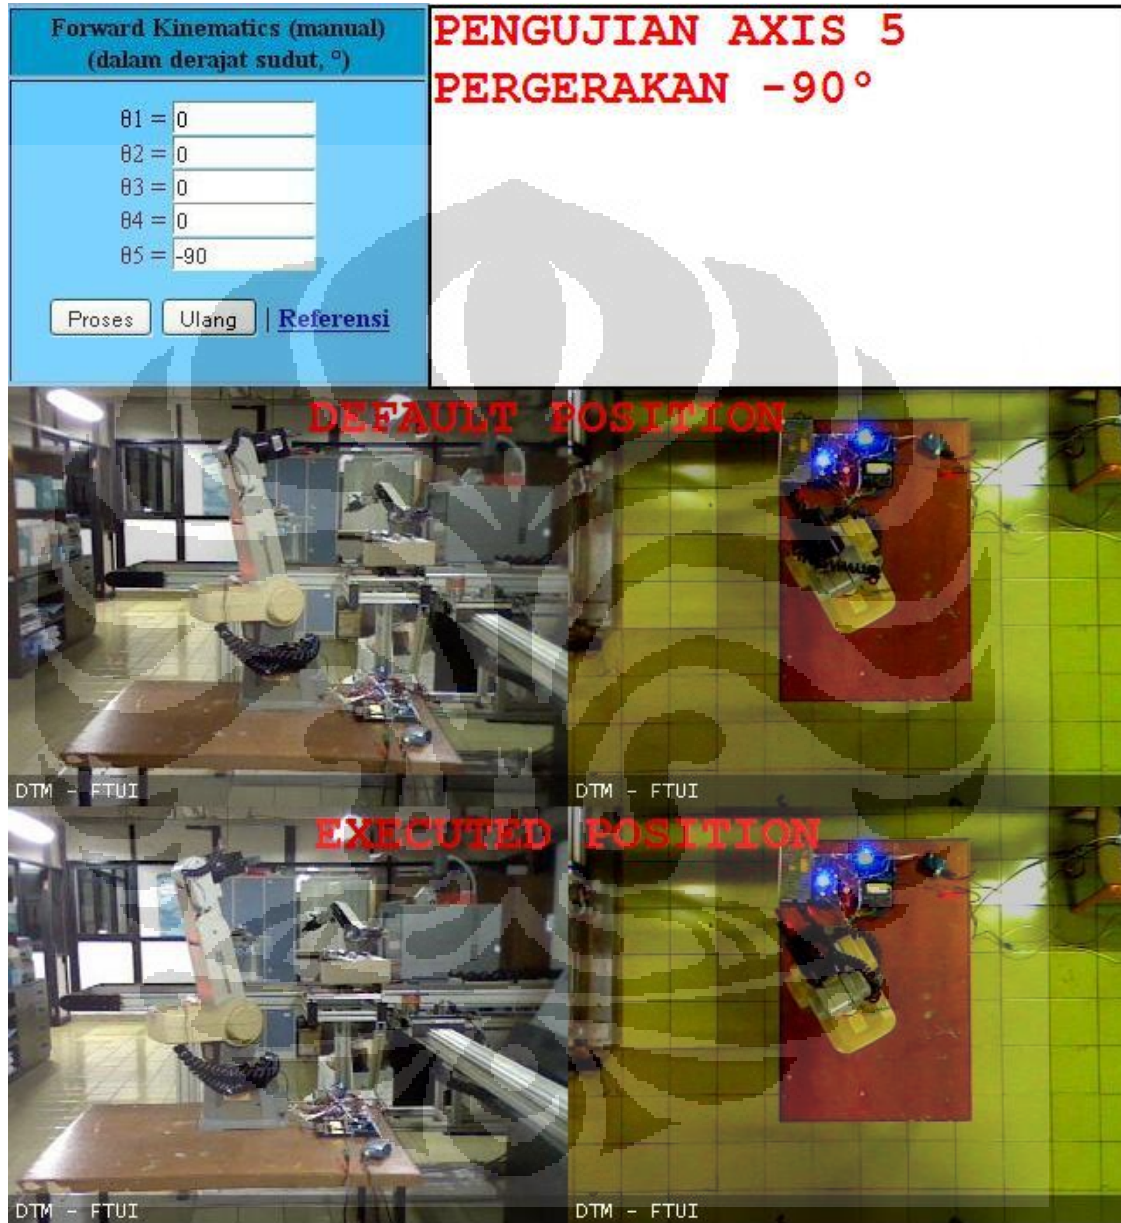 Forward Kinematics (manual)
(dalam derajat sudut, °)
θ1 = 0
θ2 = 0
θ3 = 0
θ4 = 0
θ5 = -90
Proses Ulang | Referensi
PENGUJIAN AXIS 5
PERGERAKAN -90°
DEFAULT POSITION
DTM - FTUI
DTM - FTUI
EXECUTED POSITION
DTM - FTUI
DTM - FTUI